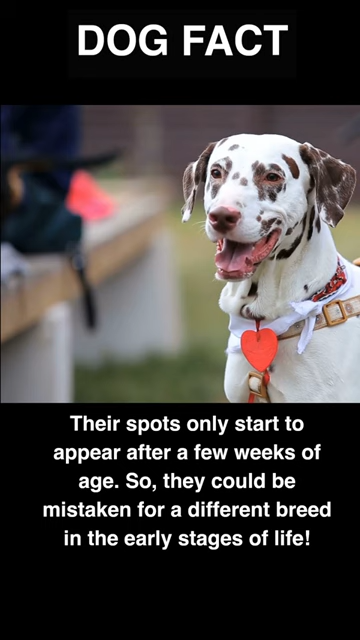 DOG FACT
Their spots only start to
appear after a few weeks of
age. So, they could be
mistaken for a different breed
in the early stages of life!